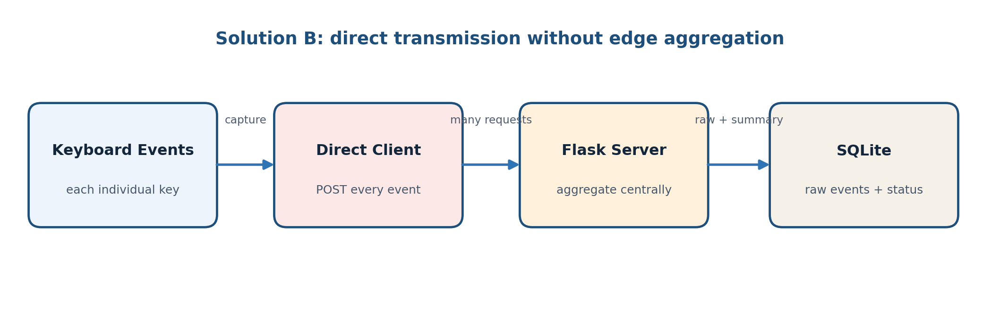 Solution B: direct transmission without edge aggregation
capture
many requests
raw + summary
Keyboard Events
Direct Client
Flask Server
SQLite
each individual key
POST every event
aggregate centrally
raw events + status